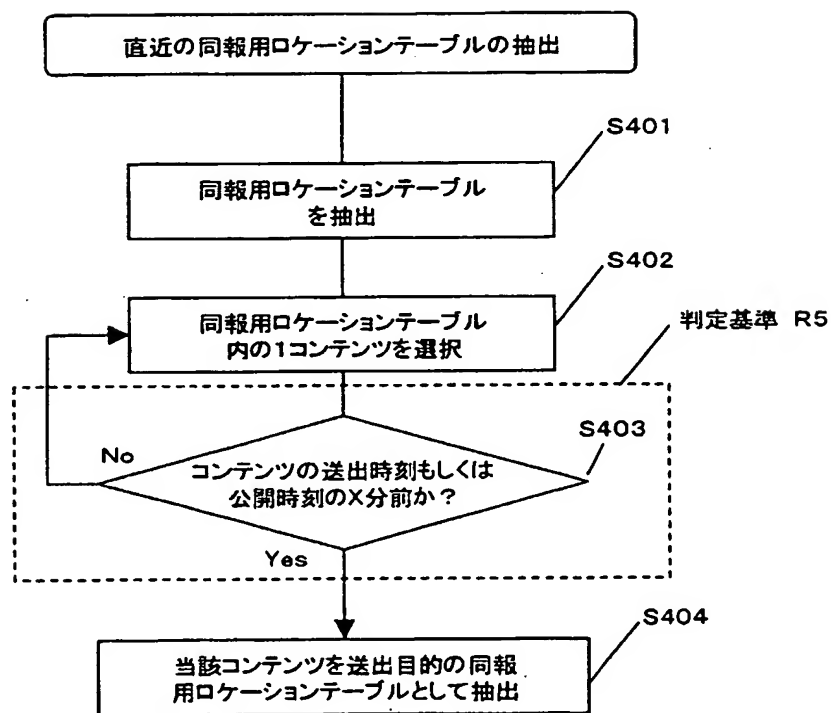 直近の同報用ロケーションテーブルの抽出
S401
同報用ロケーションテーブル
を抽出
S402
同報用ロケーションテーブル
内の1コンテンツを選択
判定基準 R5
S403
No
コンテンツの送出時刻もしくは
公開時刻のX分前か？
Yes
S404
当該コンテンツを送出目的の同報
用ロケーションテーブルとして抽出